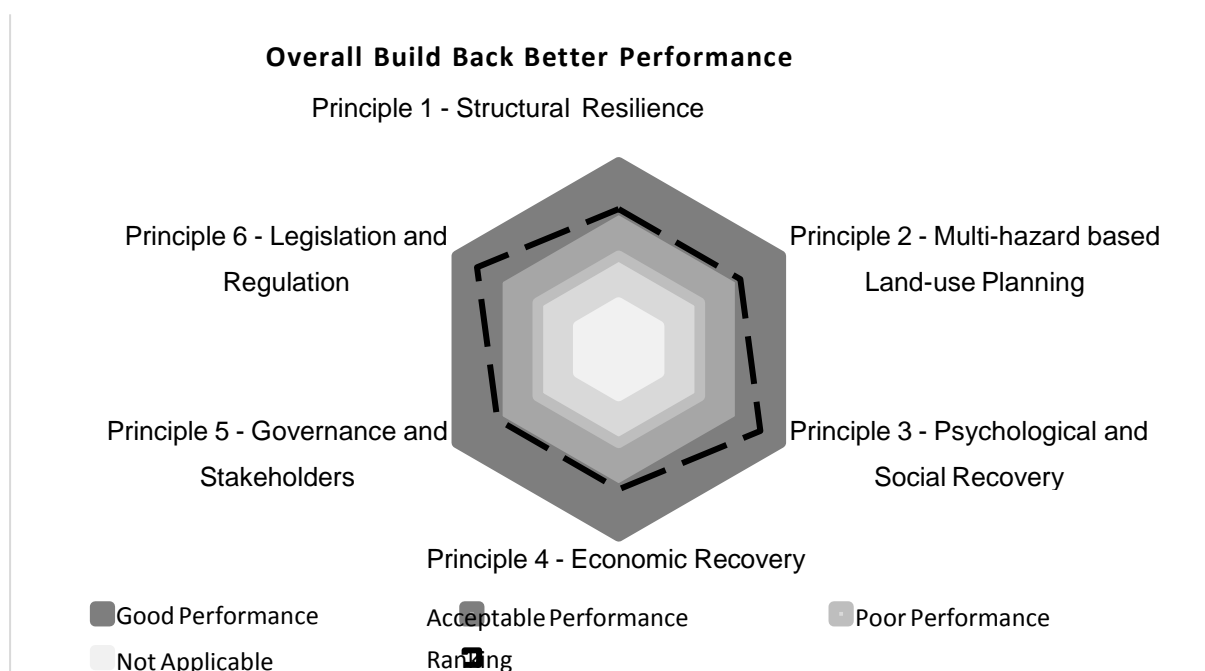 Overall Build Back Better Performance
Principle 1 - Structural Resilience
Principle 6 - Legislation and
Regulation
Principle 2 - Multi-hazard based
Land-use Planning
Principle 5 - Governance and
Stakeholders
Principle 3 - Psychological and
Social Recovery
Principle 4 - Economic Recovery
Good Performance
Acceptable Performance
Poor Performance
Not Applicable
Ranking